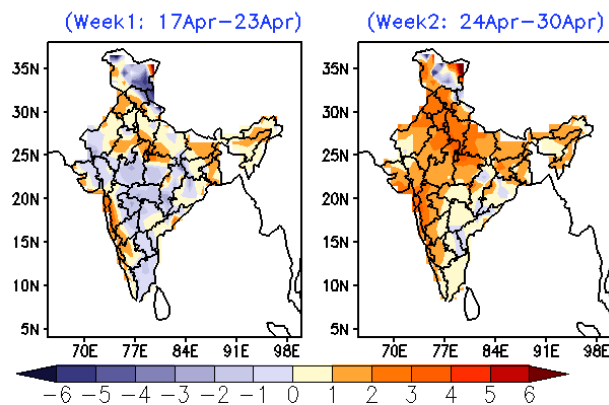 (Week1: 17Apr–23Apr) (Week2: 24Apr–30Apr)
35N 35N
30N 30N
25N 25N
20N 20N
15N 15N
10N 10N
5N 5N
70E 77E 84E 91E 98E 70E 77E 84E 91E 98E
−6 −5 −4 −3 −2 −1 0 1 2 3 4 5 6